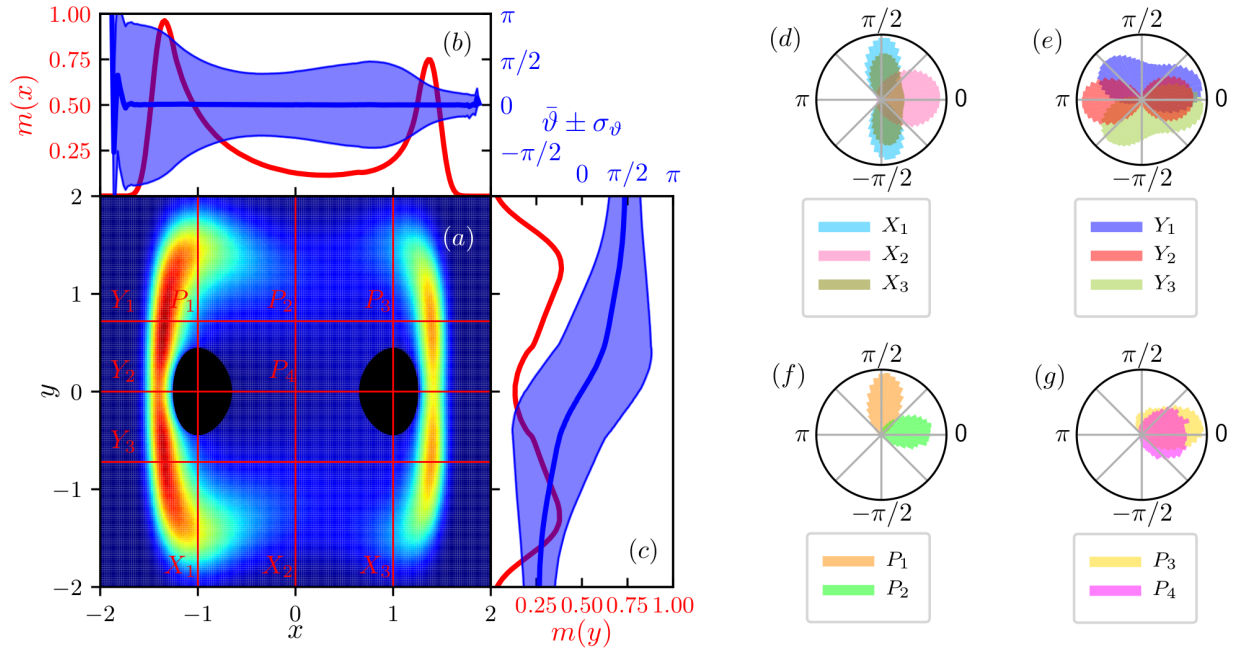 1.00
0.75
0.50
0.25
m(x)
(b)
π
π/2
0
−π/2
ϑ̄ ± σ_ϑ
0 π/2 π
2
1
0
−1
−2
y
(a)
Y₁ P₁ P₂ P₃
Y₂ P₄
Y₃
X₁ X₂ X₃
−2 −1 0 1 2
x
(c)
0.25 0.50 0.75 1.00
m(y)
(d)
π/2
π 0
−π/2
X₁
X₂
X₃
(e)
π/2
π 0
−π/2
Y₁
Y₂
Y₃
(f)
π/2
π 0
−π/2
P₁
P₂
(g)
π/2
π 0
−π/2
P₃
P₄